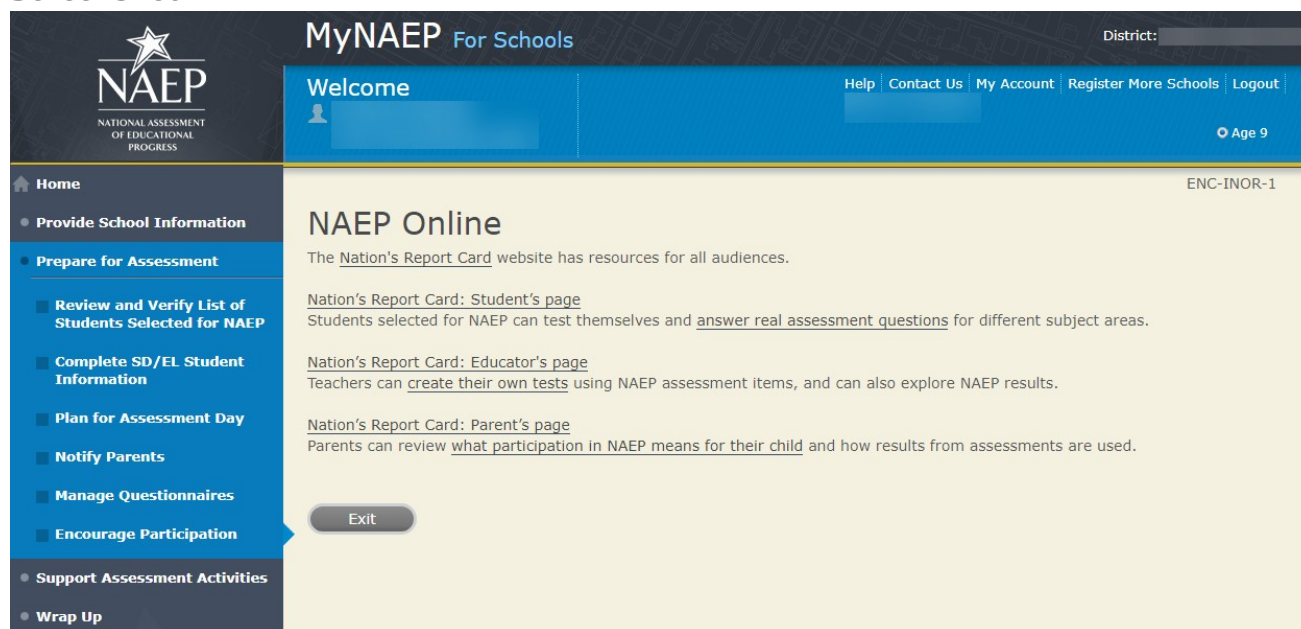 MyNAEP For Schools
District:
NAEP
NATIONAL ASSESSMENT
OF EDUCATIONAL
PROGRESS
Welcome
Help Contact Us My Account Register More Schools Logout
Age 9
Home
Provide School Information
Prepare for Assessment
Review and Verify List of
Students Selected for NAEP
Complete SD/EL Student
Information
Plan for Assessment Day
Notify Parents
Manage Questionnaires
Encourage Participation
Support Assessment Activities
Wrap Up
ENC-INOR-1
NAEP Online
The Nation's Report Card website has resources for all audiences.
Nation’s Report Card: Student’s page
Students selected for NAEP can test themselves and answer real assessment questions for different subject areas.
Nation’s Report Card: Educator's page
Teachers can create their own tests using NAEP assessment items, and can also explore NAEP results.
Nation’s Report Card: Parent’s page
Parents can review what participation in NAEP means for their child and how results from assessments are used.
Exit